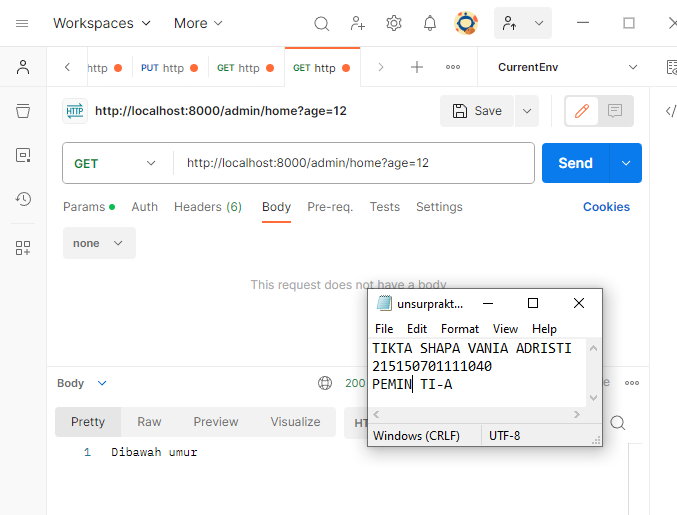 Workspaces More
http PUT http GET http GET http CurrentEnv
HTTP http://localhost:8000/admin/home?age=12 Save
GET http://localhost:8000/admin/home?age=12 Send
Params Auth Headers (6) Body Pre-req. Tests Settings Cookies
none
This request does not have a body
unsurprakt...
File Edit Format View Help
TIKTA SHAPA VANIA ADRISTI
215150701111040
PEMIN TI-A
Windows (CRLF) UTF-8
Body 200
Pretty Raw Preview Visualize HT
1 Dibawah umur